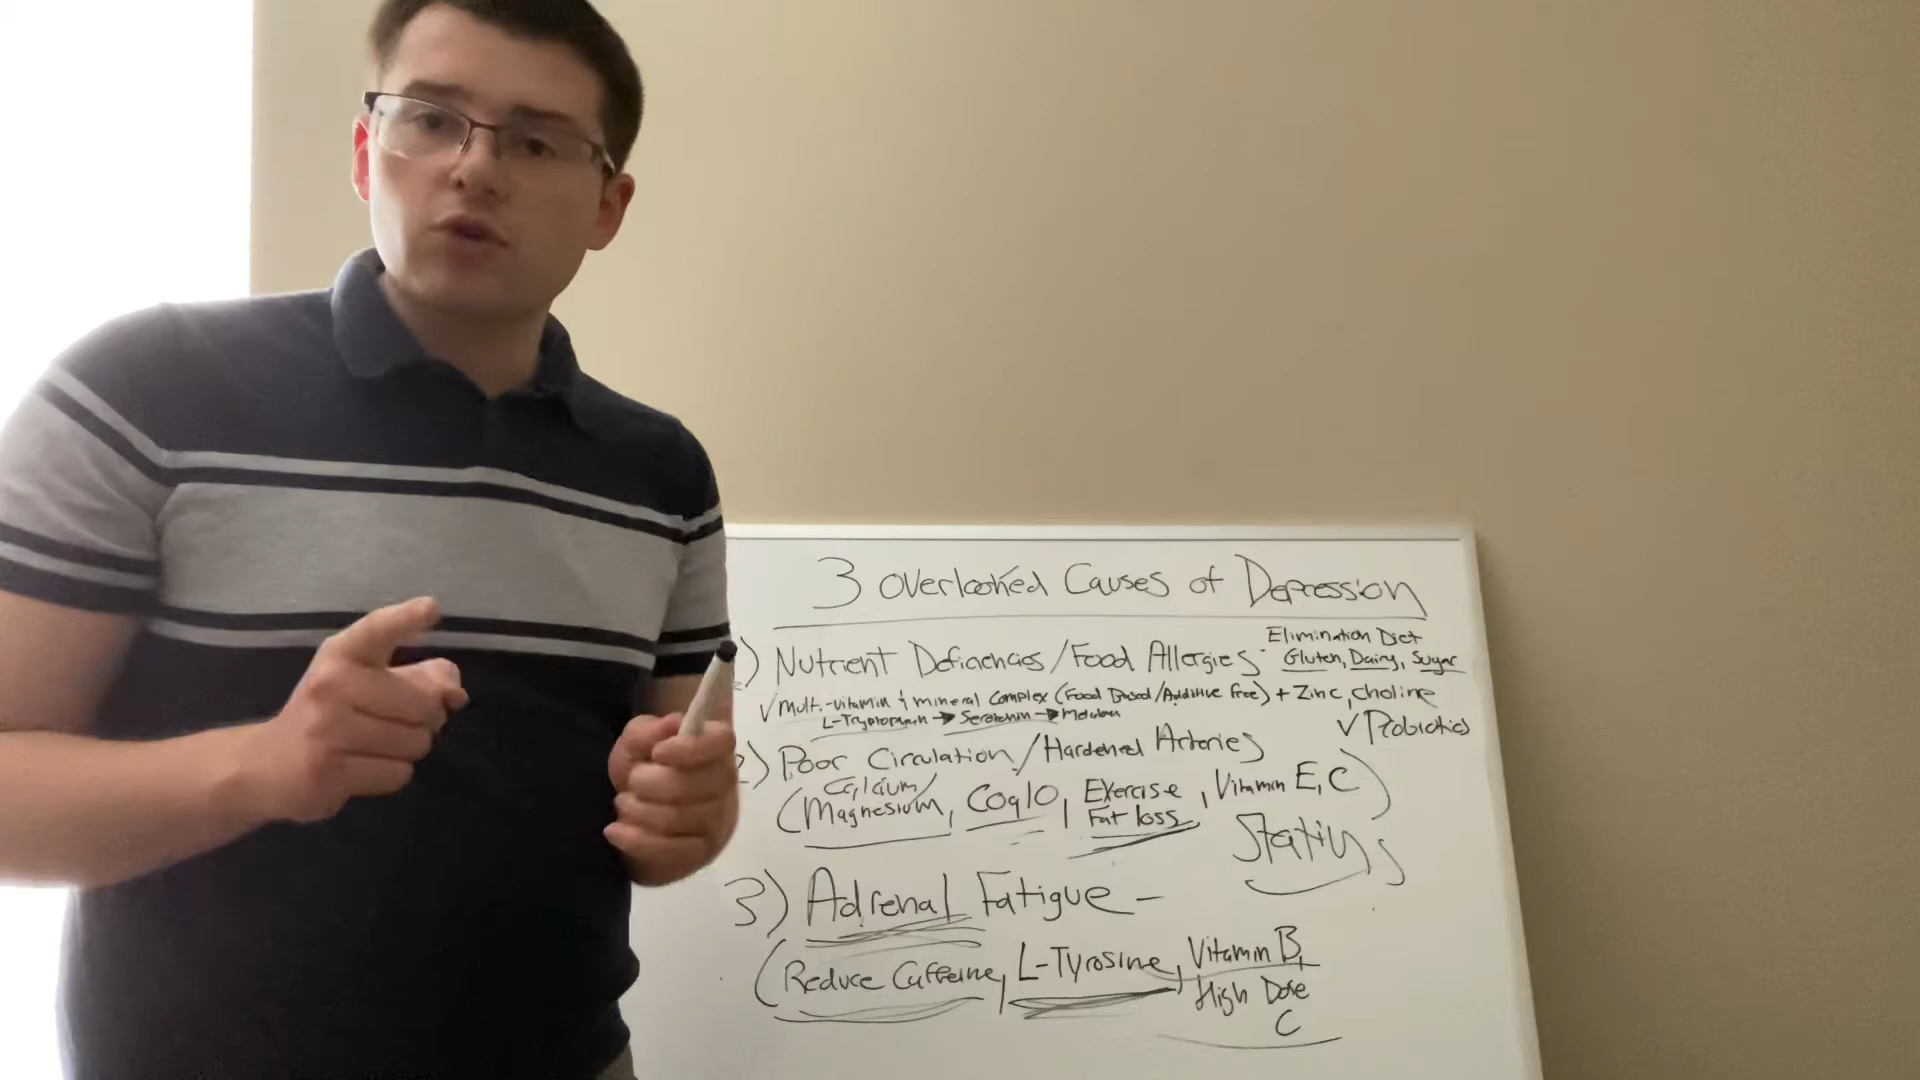 3 Overlooked Causes of Depression
1) Nutrient Deficiencies/Food Allergies - Elimination Diet
Gluten, Dairy, Sugar
✓ Mult.-vitamin & mineral Complex (Food Based/Additive Free) + Zinc, choline
L-Tryptophan → Serotonin →
✓ Probiotics
2) Poor Circulation/Hardened Arteries
(Calcium/
Magnesium, CoQ10, Exercise, Vitamin E, C)
Fat loss
Statins
3) Adrenal Fatigue -
(Reduce Caffeine, L-Tyrosine, Vitamin B,
High Dose
C